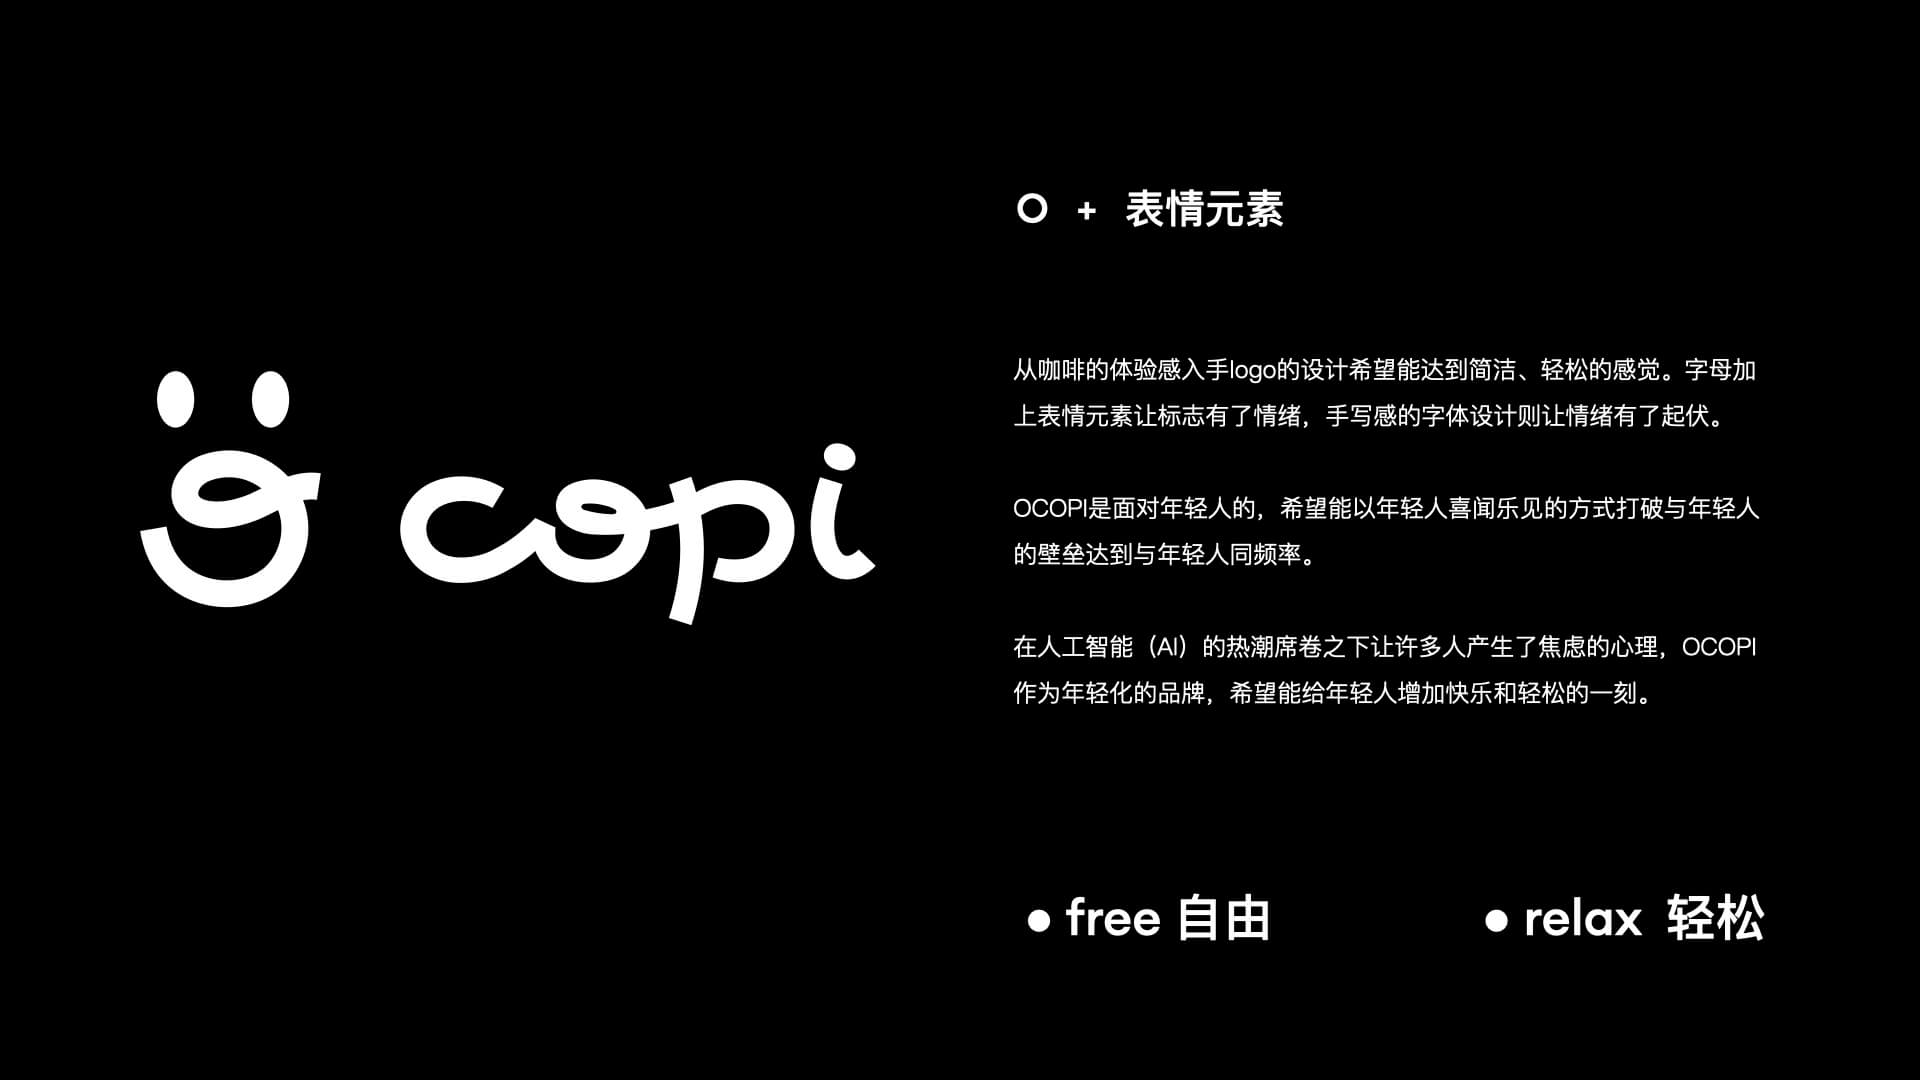 ocopi
O + 表情元素
从咖啡的体验感入手logo的设计希望能达到简洁、轻松的感觉。字母加
上表情元素让标志有了情绪，手写感的字体设计则让情绪有了起伏。
OCOPI是面对年轻人的，希望能以年轻人喜闻乐见的方式打破与年轻人
的壁垒达到与年轻人同频率。
在人工智能（AI）的热潮席卷之下让许多人产生了焦虑的心理，OCOPI
作为年轻化的品牌，希望能给年轻人增加快乐和轻松的一刻。
● free 自由
● relax 轻松